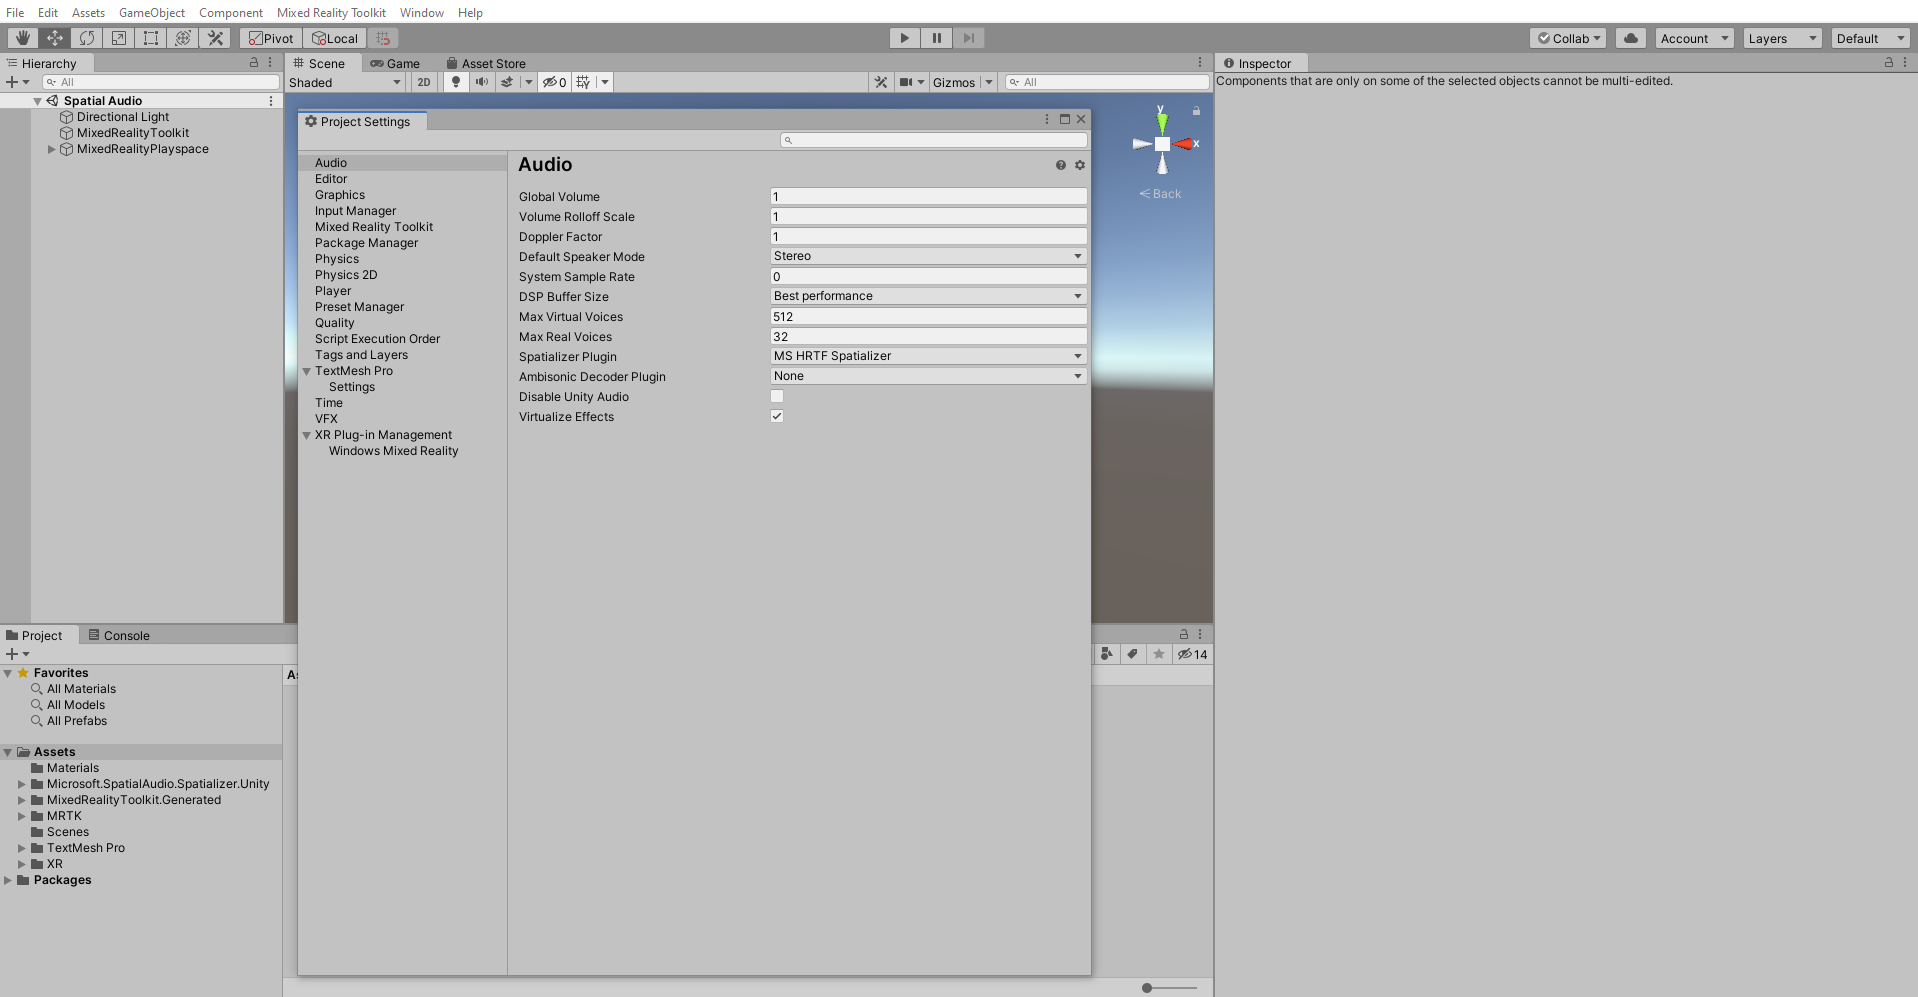 File Edit Assets GameObject Component Mixed Reality Toolkit Window Help
Pivot Local Collab Account Layers Default
Hierarchy
All
Spatial Audio
Directional Light
MixedRealityToolkit
MixedRealityPlayspace
Scene Game Asset Store
Shaded 2D 0 Gizmos All
y
x
Back
Project Settings
Audio
Editor
Graphics
Input Manager
Mixed Reality Toolkit
Package Manager
Physics
Physics 2D
Player
Preset Manager
Quality
Script Execution Order
Tags and Layers
TextMesh Pro
Settings
Time
VFX
XR Plug-in Management
Windows Mixed Reality
Audio
Global Volume 1
Volume Rolloff Scale 1
Doppler Factor 1
Default Speaker Mode Stereo
System Sample Rate 0
DSP Buffer Size Best performance
Max Virtual Voices 512
Max Real Voices 32
Spatializer Plugin MS HRTF Spatializer
Ambisonic Decoder Plugin None
Disable Unity Audio
Virtualize Effects
Inspector
Components that are only on some of the selected objects cannot be multi-edited.
Project Console
14
Favorites
All Materials
All Models
All Prefabs
Assets
Materials
Microsoft.SpatialAudio.Spatializer.Unity
MixedRealityToolkit.Generated
MRTK
Scenes
TextMesh Pro
XR
Packages